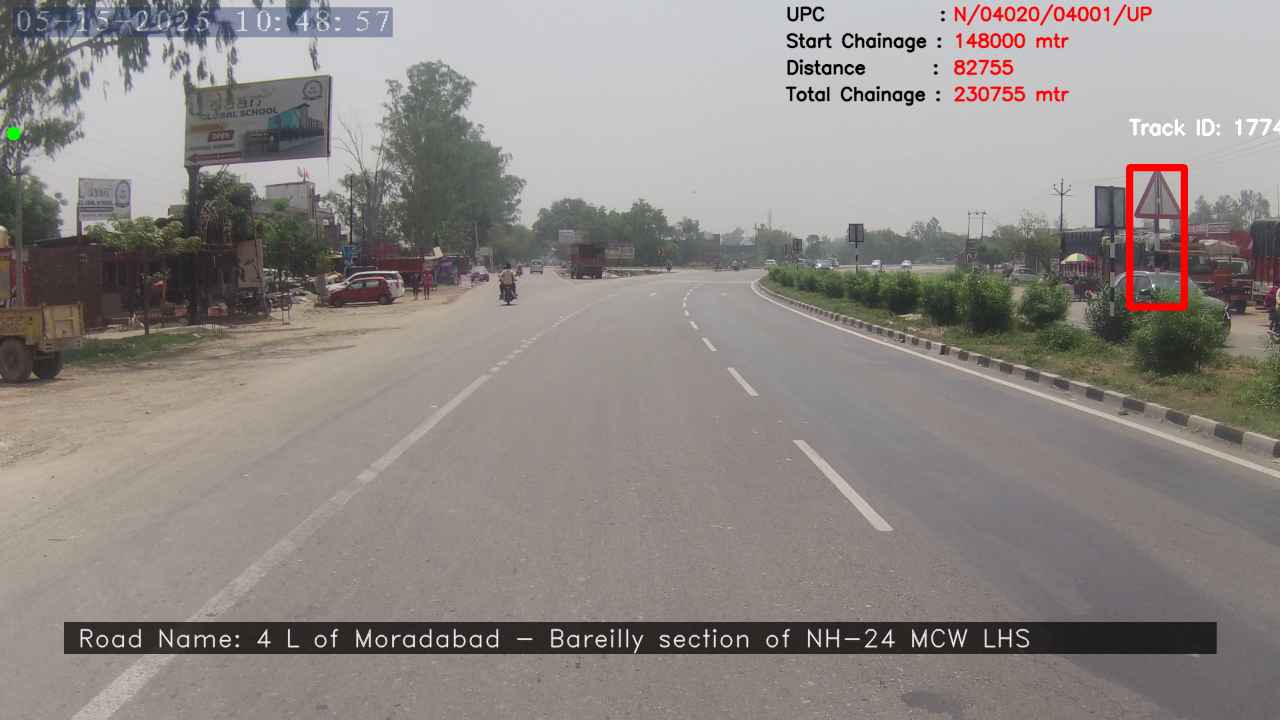 05-15-2025 10:48:57
UPC : N/04020/04001/UP
Start Chainage : 148000 mtr
Distance : 82755
Total Chainage : 230755 mtr
Track ID: 1774
GLOBAL SCHOOL
OPEN
Road Name: 4 L of Moradabad - Bareilly section of NH-24 MCW LHS